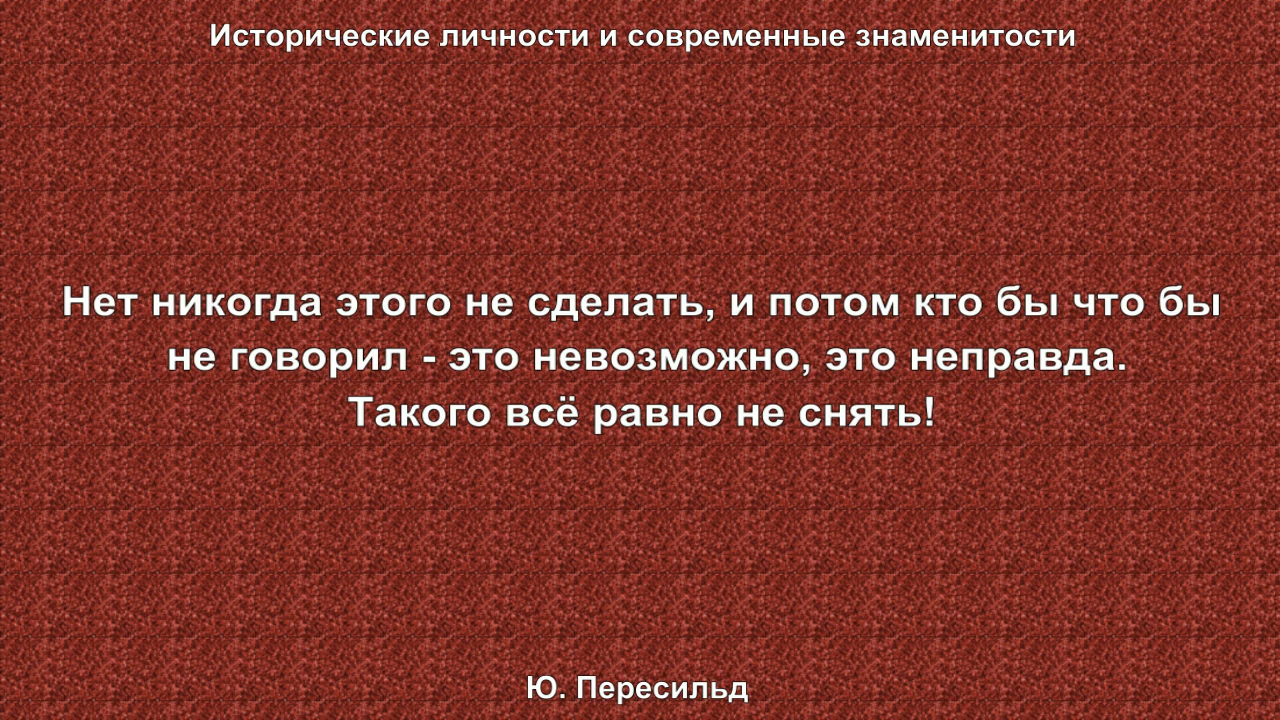 Исторические личности и современные знаменитости
Нет никогда этого не сделать, и потом кто бы что бы
не говорил - это невозможно, это неправда.
Такого всё равно не снять!
Ю. Пересильд